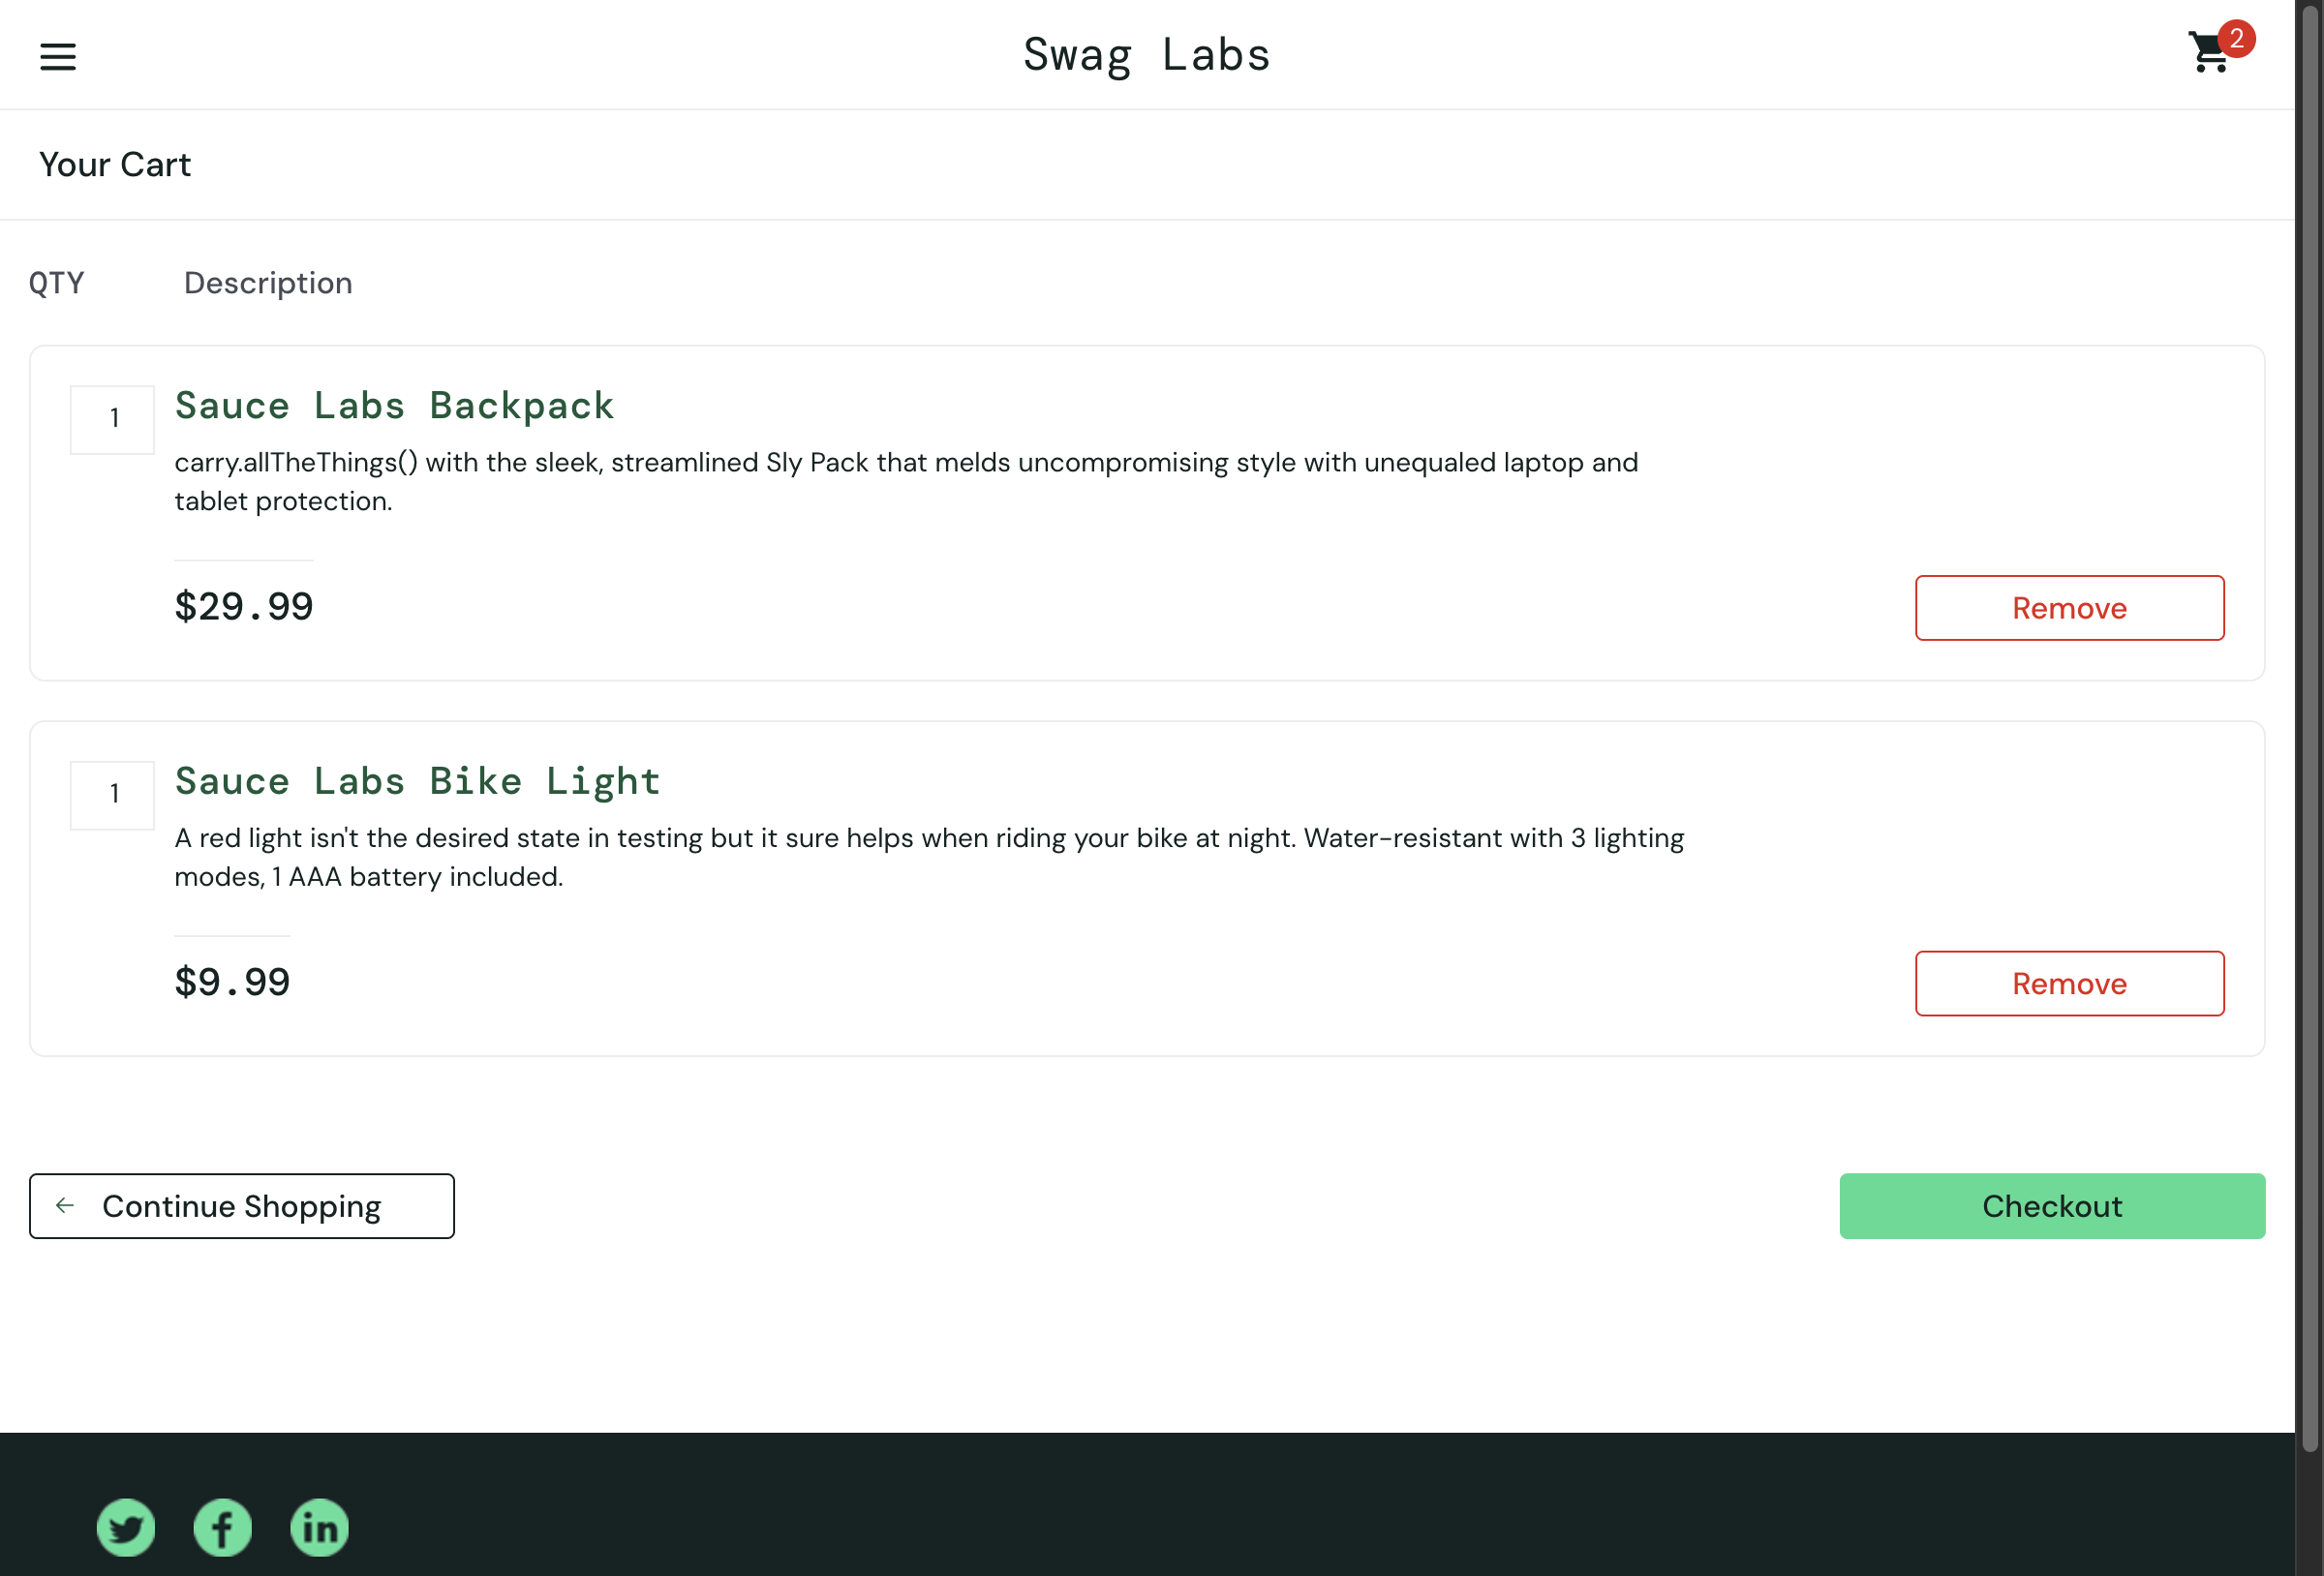 Swag Labs
2
Your Cart
QTY Description
1
Sauce Labs Backpack
carry.allTheThings() with the sleek, streamlined Sly Pack that melds uncompromising style with unequaled laptop and
tablet protection.
$29.99
Remove
1
Sauce Labs Bike Light
A red light isn't the desired state in testing but it sure helps when riding your bike at night. Water-resistant with 3 lighting
modes, 1 AAA battery included.
$9.99
Remove
Continue Shopping
Checkout